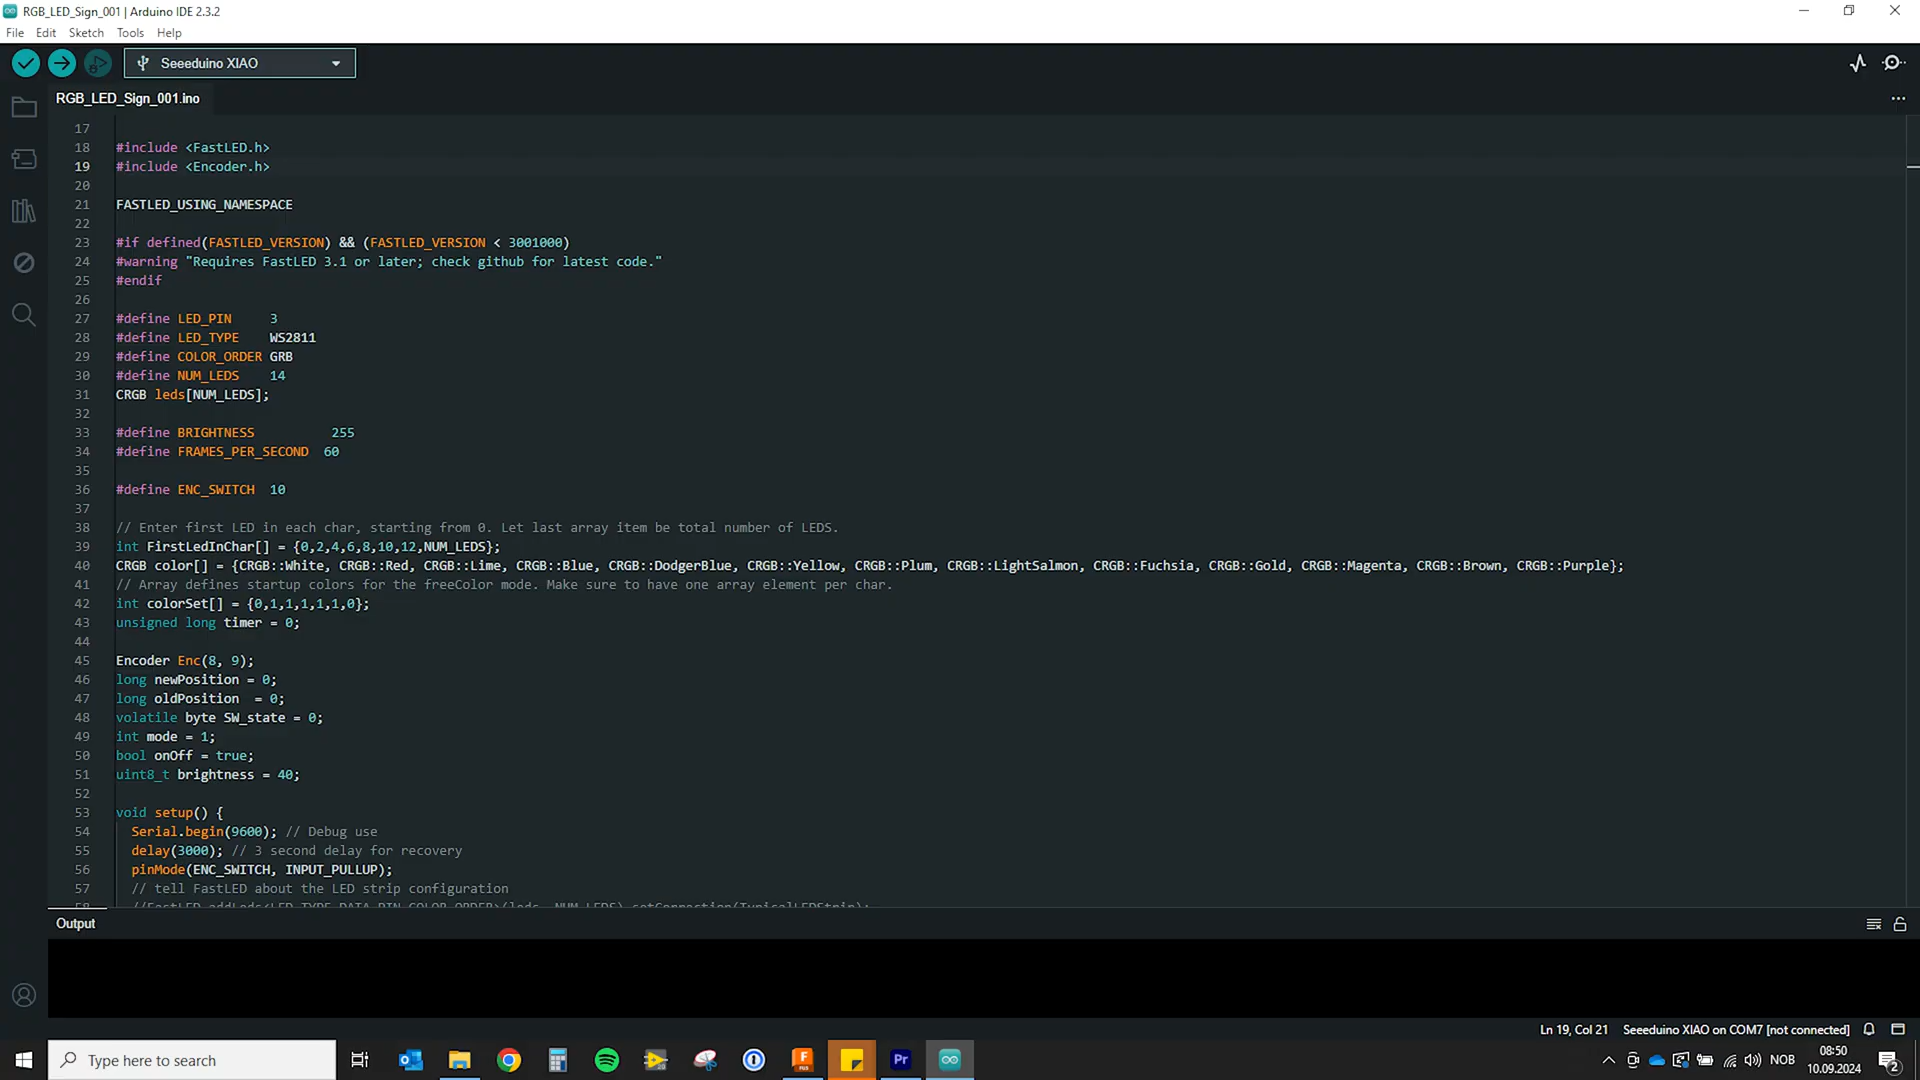 RGB_LED_Sign_001 | Arduino IDE 2.3.2
File Edit Sketch Tools Help
Seeeduino XIAO
RGB_LED_Sign_001.ino
17
18 #include <FastLED.h>
19 #include <Encoder.h>
20
21 FASTLED_USING_NAMESPACE
22
23 #if defined(FASTLED_VERSION) && (FASTLED_VERSION < 3001000)
24 #warning "Requires FastLED 3.1 or later; check github for latest code."
25 #endif
26
27 #define LED_PIN     3
28 #define LED_TYPE    WS2811
29 #define COLOR_ORDER GRB
30 #define NUM_LEDS    14
31 CRGB leds[NUM_LEDS];
32
33 #define BRIGHTNESS          255
34 #define FRAMES_PER_SECOND  60
35
36 #define ENC_SWITCH  10
37
38 // Enter first LED in each char, starting from 0. Let last array item be total number of LEDS.
39 int FirstLedInChar[] = {0,2,4,6,8,10,12,NUM_LEDS};
40 CRGB color[] = {CRGB::White, CRGB::Red, CRGB::Lime, CRGB::Blue, CRGB::DodgerBlue, CRGB::Yellow, CRGB::Plum, CRGB::LightSalmon, CRGB::Fuchsia, CRGB::Gold, CRGB::Magenta, CRGB::Brown, CRGB::Purple};
41 // Array defines startup colors for the freeColor mode. Make sure to have one array element per char.
42 int colorSet[] = {0,1,1,1,1,1,0};
43 unsigned long timer = 0;
44
45 Encoder Enc(8, 9);
46 long newPosition = 0;
47 long oldPosition  = 0;
48 volatile byte SW_state = 0;
49 int mode = 1;
50 bool onOff = true;
51 uint8_t brightness = 40;
52
53 void setup() {
54   Serial.begin(9600); // Debug use
55   delay(3000); // 3 second delay for recovery
56   pinMode(ENC_SWITCH, INPUT_PULLUP);
57   // tell FastLED about the LED strip configuration
58   //FastLED.addLeds<LED_TYPE,DATA_PIN,COLOR_ORDER>(leds, NUM_LEDS).setCorrection(TypicalLEDStrip);
Output
Ln 19, Col 21 Seeeduino XIAO on COM7 [not connected]
Type here to search
F
FUS
Pr
NOB
08:50
10.09.2024
2